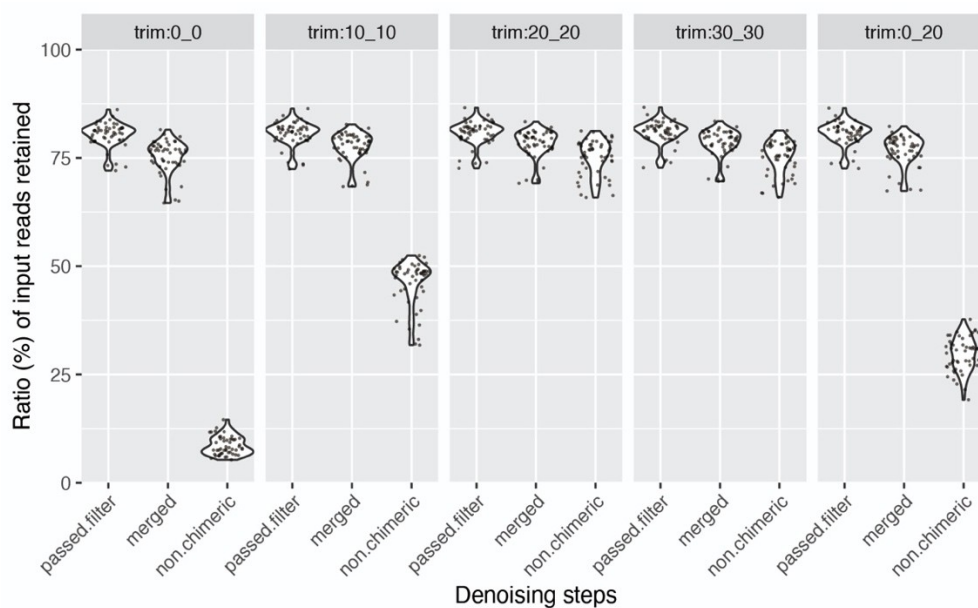 trim:0_0 trim:10_10 trim:20_20 trim:30_30 trim:0_20
Ratio (%) of input reads retained
100
75
50
25
0
passed.filter merged non.chimeric passed.filter merged non.chimeric passed.filter merged non.chimeric passed.filter merged non.chimeric passed.filter merged non.chimeric
Denoising steps